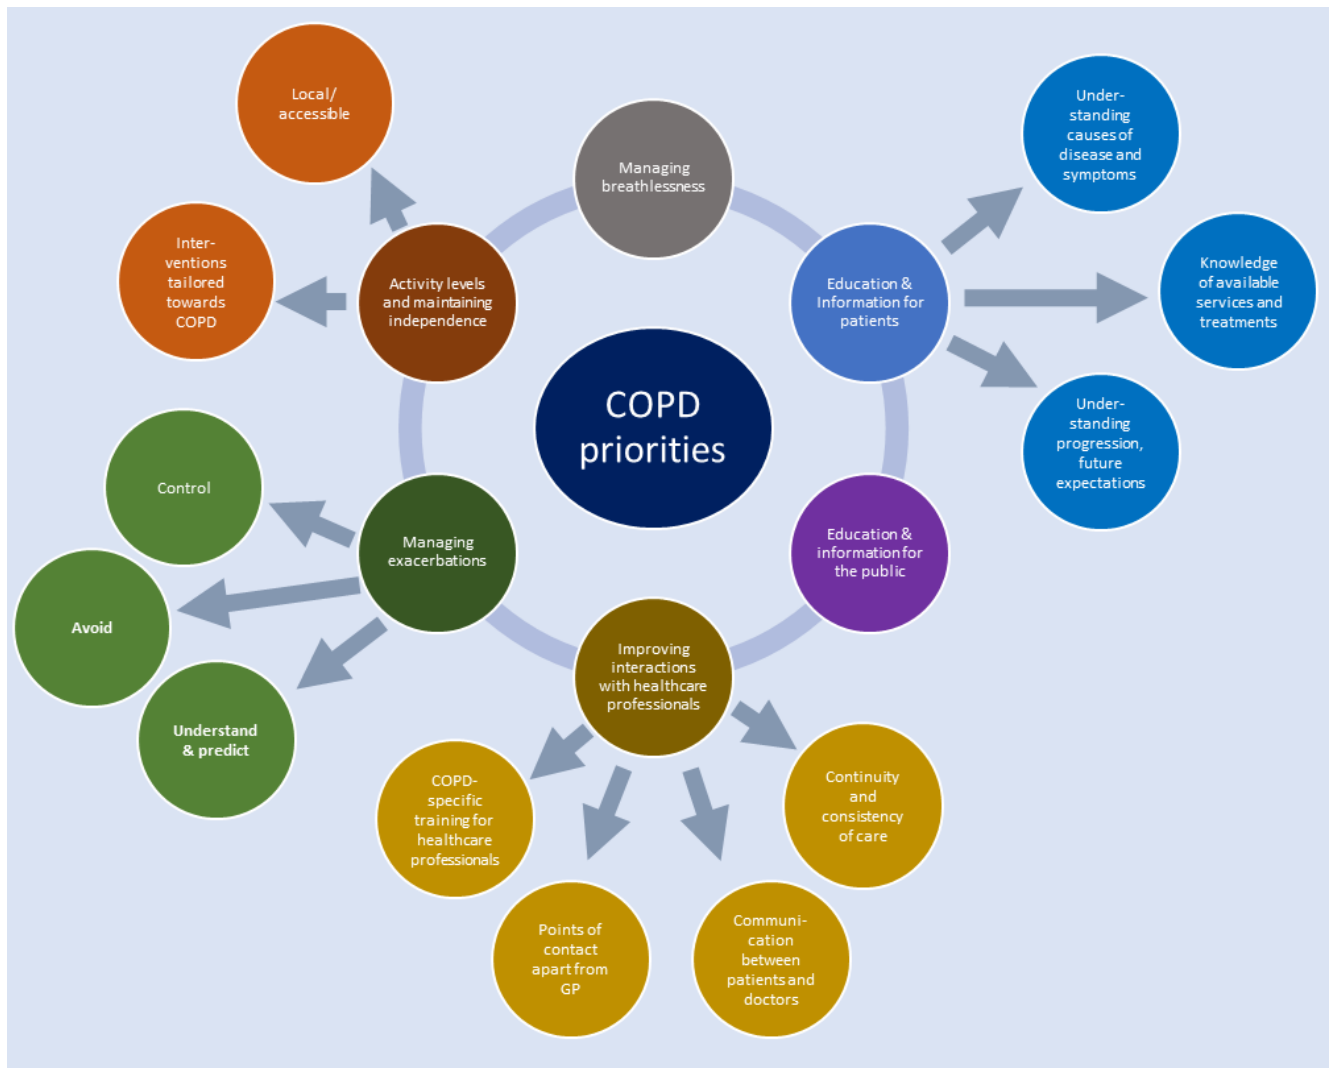 Local/
accessible
Managing
breathlessness
Under-
standing
causes of
disease and
symptoms
Inter-
ventions
tailored
towards
COPD
Activity levels
and maintaining
independence
Education &
Information for
patients
Knowledge
of available
services and
treatments
COPD
priorities
Under-
standing
progression,
future
expectations
Control
Managing
exacerbations
Education &
information for
the public
Avoid
Understand
& predict
Improving
interactions
with healthcare
professionals
COPD-
specific
training for
healthcare
professionals
Continuity
and
consistency
of care
Points of
contact
apart from
GP
Communi-
cation
between
patients and
doctors